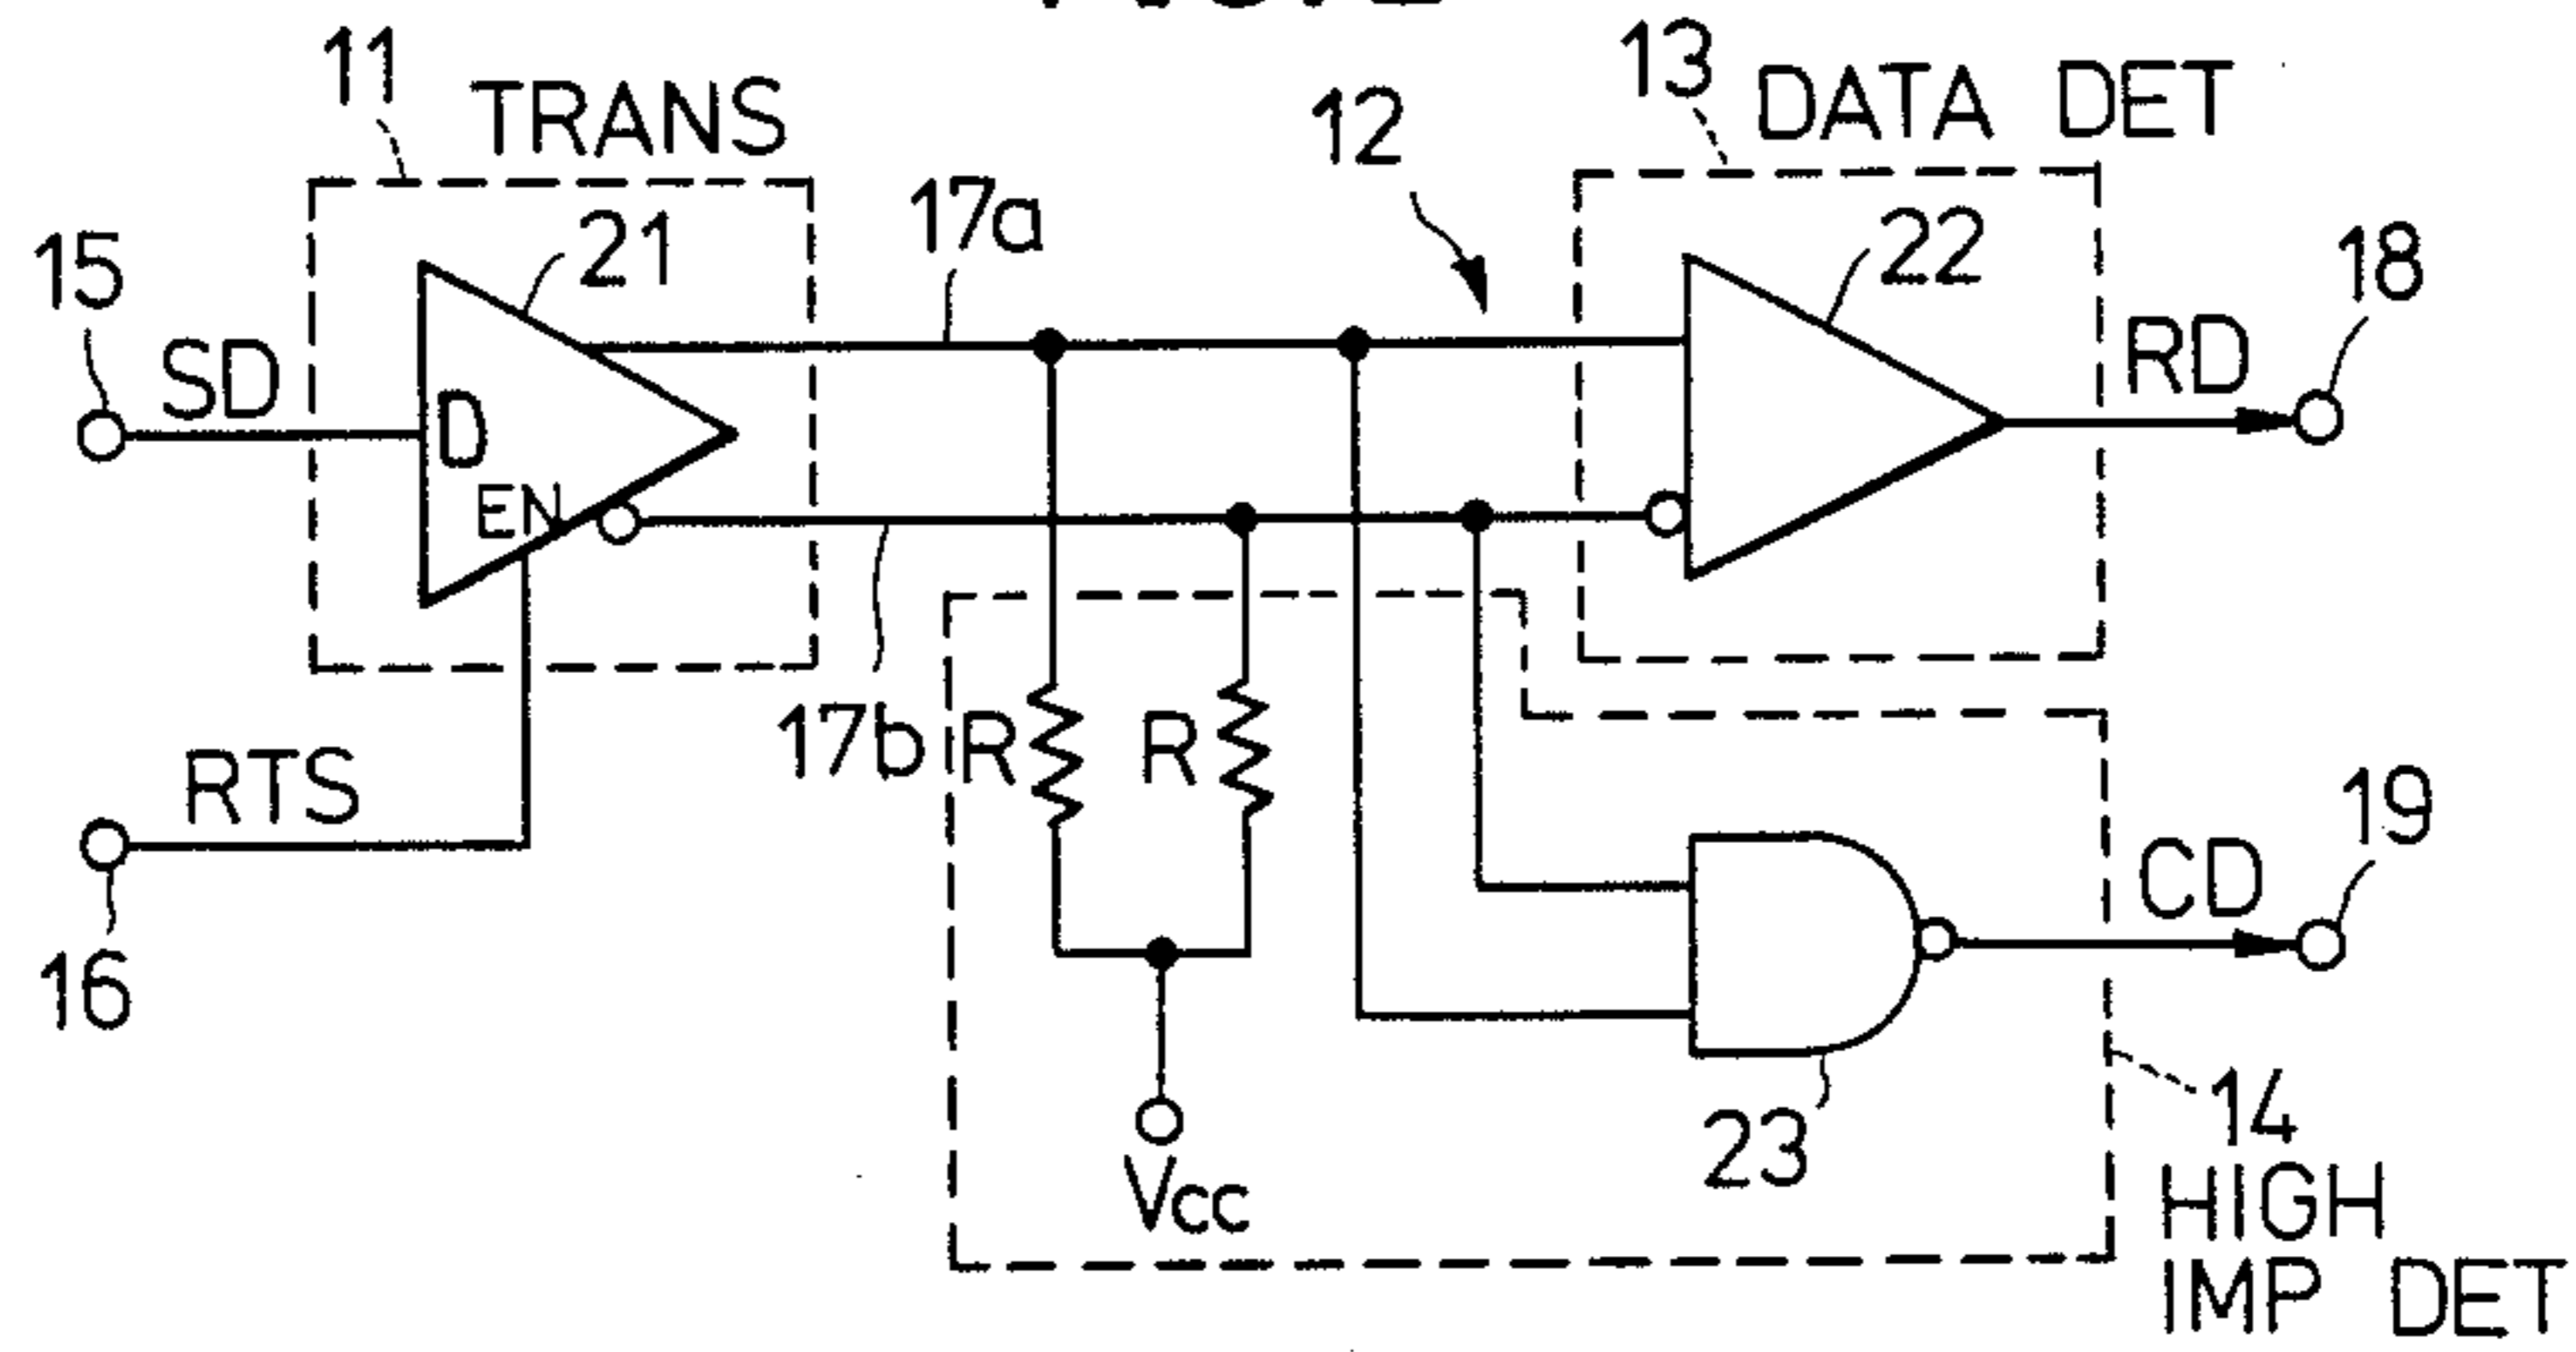 11
TRANS
13
DATA DET
12
17a
15
21
22
18
SD
RD
D
EN
17b
R
R
RTS
19
CD
16
23
14
Vcc
HIGH
IMP DET